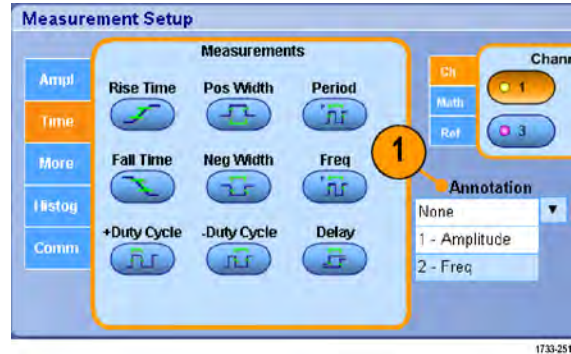 Measurement Setup
Measurements
Ampl
Time
More
Histog
Comm
Rise Time Pos Width Period
Fall Time Neg Width Freq
+Duty Cycle -Duty Cycle Delay
Ch
Math
Ref
Chann
1
3
1
Annotation
None
1 - Amplitude
2 - Freq
1733-251